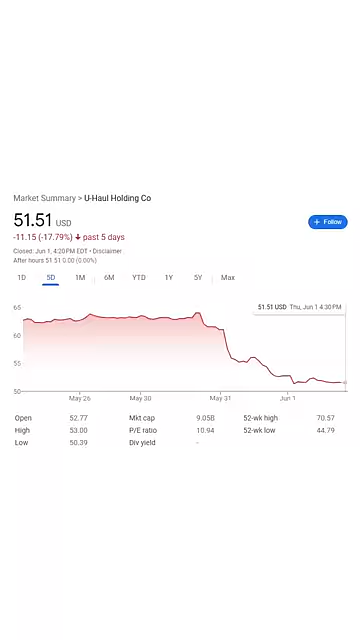 Market Summary > U-Haul Holding Co
51.51 USD
+ Follow
-11.15 (-17.79%) ↓ past 5 days
Closed: Jun 1, 4:20 PM EDT • Disclaimer
After hours 51.51 0.00 (0.00%)
1D 5D 1M 6M YTD 1Y 5Y Max
51.51 USD Thu, Jun 1 4:30 PM
65
60
55
50
May 26 May 30 May 31 Jun 1
Open 52.77 Mkt cap 9.05B 52-wk high 70.57
High 53.00 P/E ratio 10.94 52-wk low 44.79
Low 50.39 Div yield -